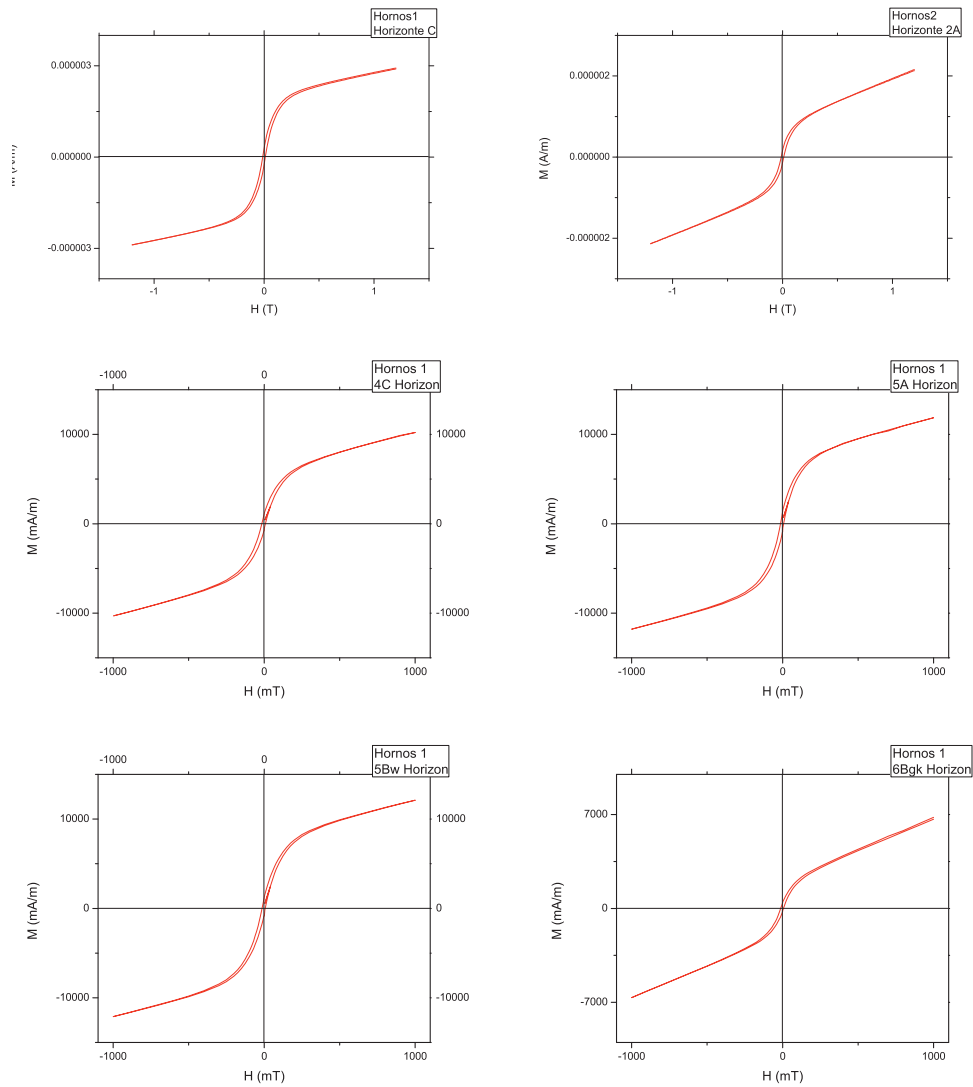 Hornos1
Horizonte C
0.000003
0.000000
-0.000003
-1
0
1
H (T)
Hornos2
Horizonte 2A
0.000002
0.000000
-0.000002
M (A/m)
-1
0
1
H (T)
Hornos 1
4C Horizon
-1000
0
10000
0
-10000
10000
0
-10000
M (mA/m)
-1000
0
1000
H (mT)
Hornos 1
5A Horizon
10000
0
-10000
M (mA/m)
-1000
0
1000
H (mT)
Hornos 1
5Bw Horizon
-1000
0
10000
0
-10000
10000
0
-10000
M (mA/m)
-1000
0
1000
H (mT)
Hornos 1
6Bgk Horizon
7000
0
-7000
M (mA/m)
-1000
0
1000
H (mT)